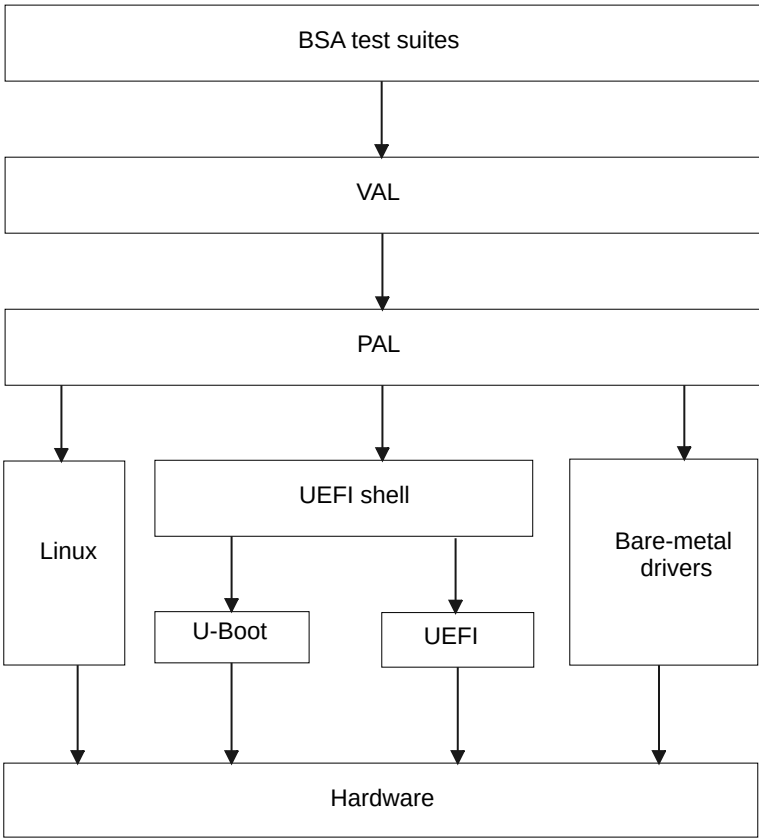 BSA test suites
VAL
PAL
UEFI shell
Linux
Bare-metal
drivers
U-Boot
UEFI
Hardware